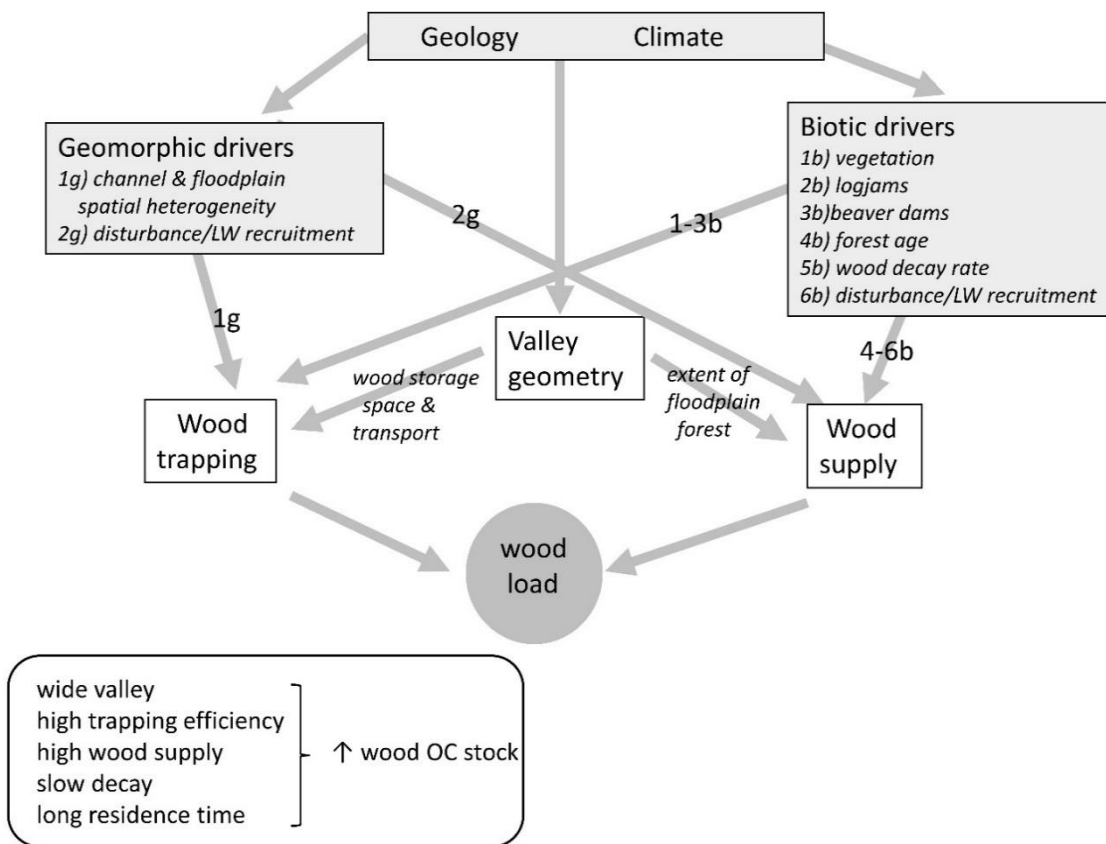 Geology Climate
Geomorphic drivers
1g) channel & floodplain
spatial heterogeneity
2g) disturbance/LW recruitment
Biotic drivers
1b) vegetation
2b) logjams
3b)beaver dams
4b) forest age
5b) wood decay rate
6b) disturbance/LW recruitment
2g
1-3b
1g
4-6b
Valley
geometry
wood storage
space &
transport
extent of
floodplain
forest
Wood
trapping
Wood
supply
wood
load
wide valley
high trapping efficiency
high wood supply
slow decay
long residence time
↑ wood OC stock